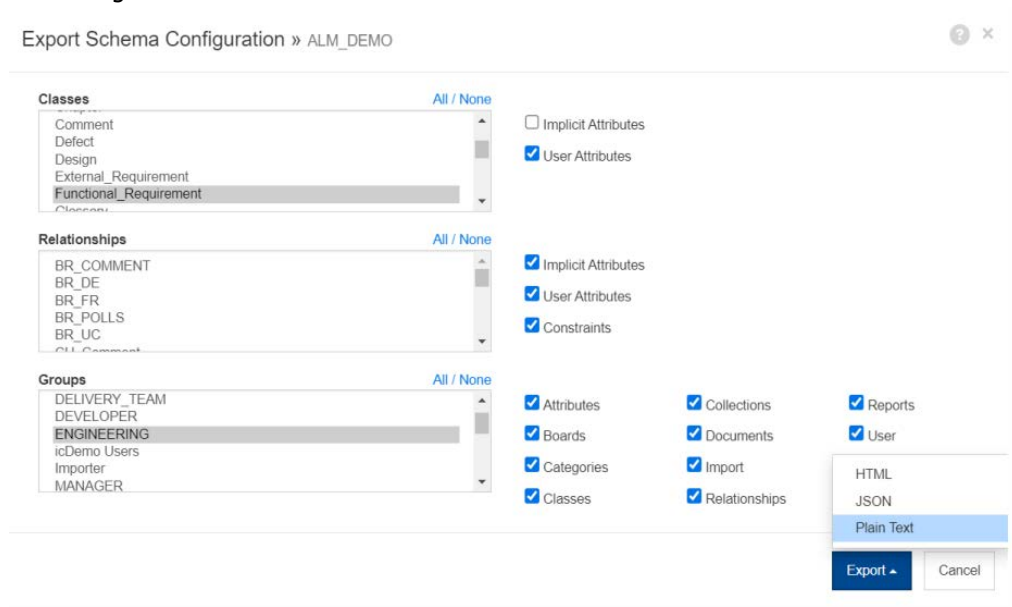 Export Schema Configuration » ALM_DEMO
?
×
Classes
All / None
Comment
Defect
Design
External_Requirement
Functional_Requirement
Glossary
Implicit Attributes
User Attributes
Relationships
All / None
BR_COMMENT
BR_DE
BR_FR
BR_POLLS
BR_UC
CH_Comment
Implicit Attributes
User Attributes
Constraints
Groups
All / None
DELIVERY_TEAM
DEVELOPER
ENGINEERING
icDemo Users
Importer
MANAGER
Attributes
Collections
Reports
Boards
Documents
User
Categories
Import
Classes
Relationships
HTML
JSON
Plain Text
Export
Cancel